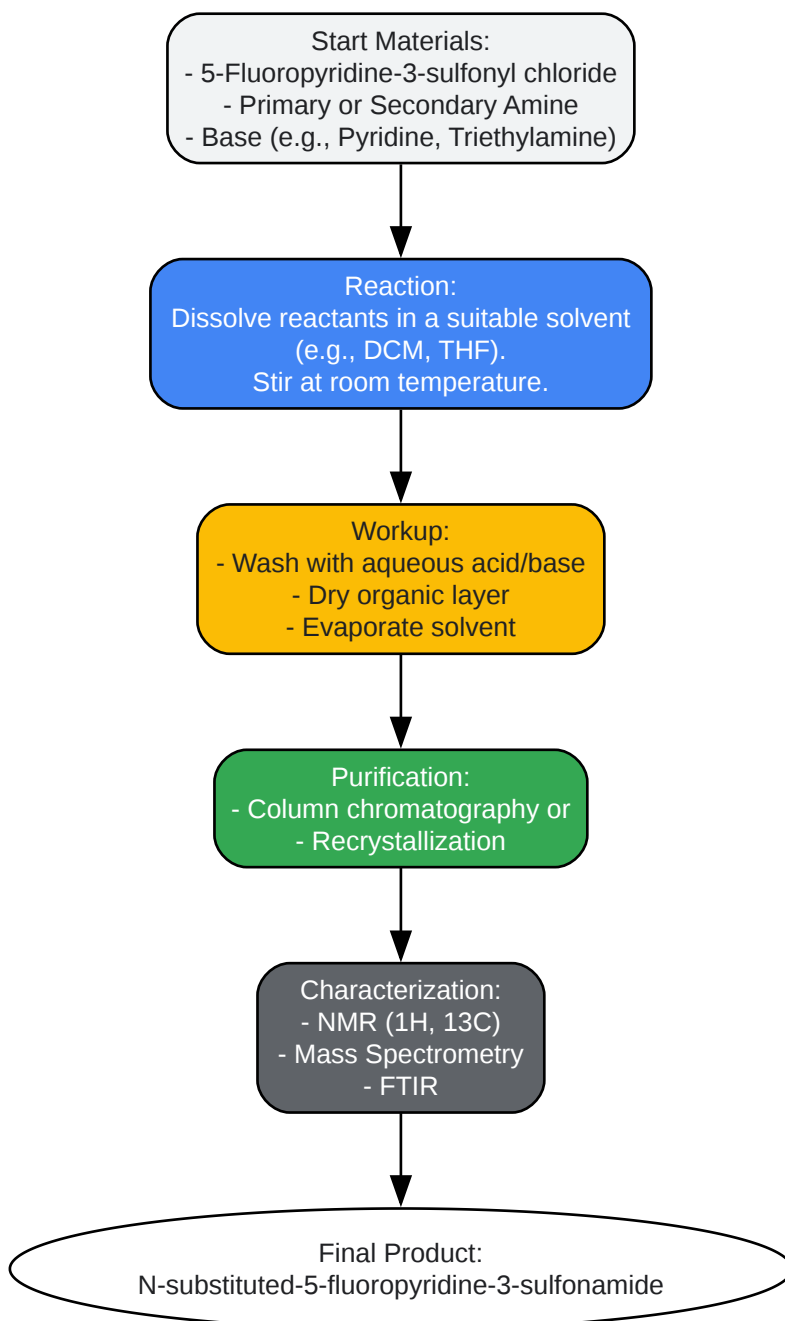 Start Materials:
- 5-Fluoropyridine-3-sulfonyl chloride
- Primary or Secondary Amine
- Base (e.g., Pyridine, Triethylamine)
Reaction:
Dissolve reactants in a suitable solvent
(e.g., DCM, THF).
Stir at room temperature.
Workup:
- Wash with aqueous acid/base
- Dry organic layer
- Evaporate solvent
Purification:
- Column chromatography or
- Recrystallization
Characterization:
- NMR (1H, 13C)
- Mass Spectrometry
- FTIR
Final Product:
N-substituted-5-fluoropyridine-3-sulfonamide